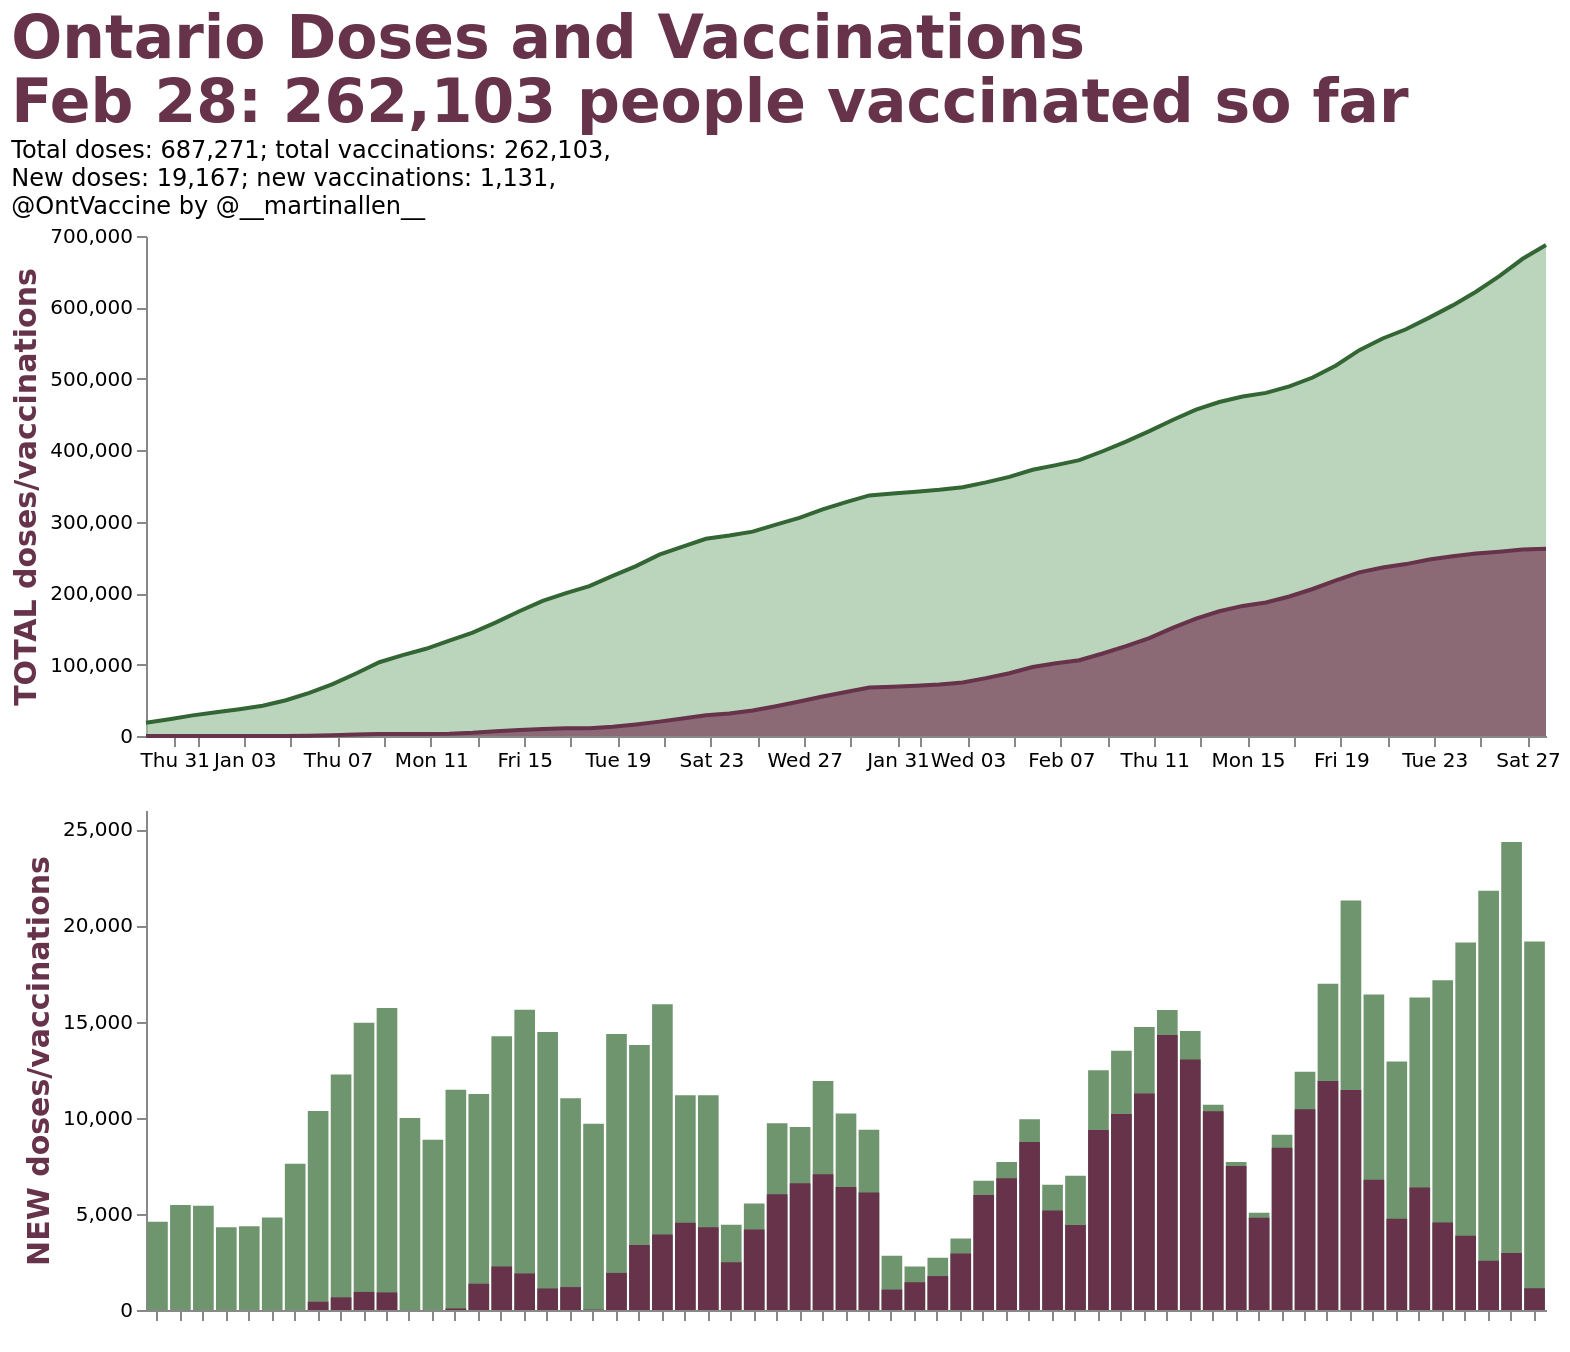 Ontario Doses and Vaccinations
Feb 28: 262,103 people vaccinated so far
Total doses: 687,271; total vaccinations: 262,103,
New doses: 19,167; new vaccinations: 1,131,
@OntVaccine by @__martinallen__
TOTAL doses/vaccinations
700,000
600,000
500,000
400,000
300,000
200,000
100,000
0
Thu 31 Jan 03 Thu 07 Mon 11 Fri 15 Tue 19 Sat 23 Wed 27 Jan 31 Wed 03 Feb 07 Thu 11 Mon 15 Fri 19 Tue 23 Sat 27
NEW doses/vaccinations
25,000
20,000
15,000
10,000
5,000
0